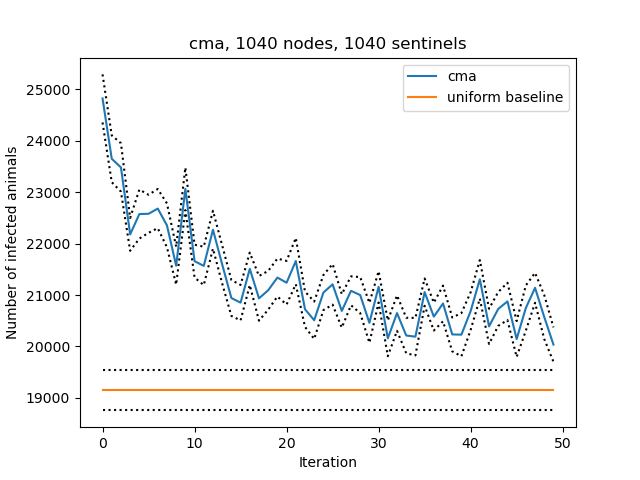 cma, 1040 nodes, 1040 sentinels
cma
uniform baseline
Number of infected animals
25000
24000
23000
22000
21000
20000
19000
0 10 20 30 40 50
Iteration